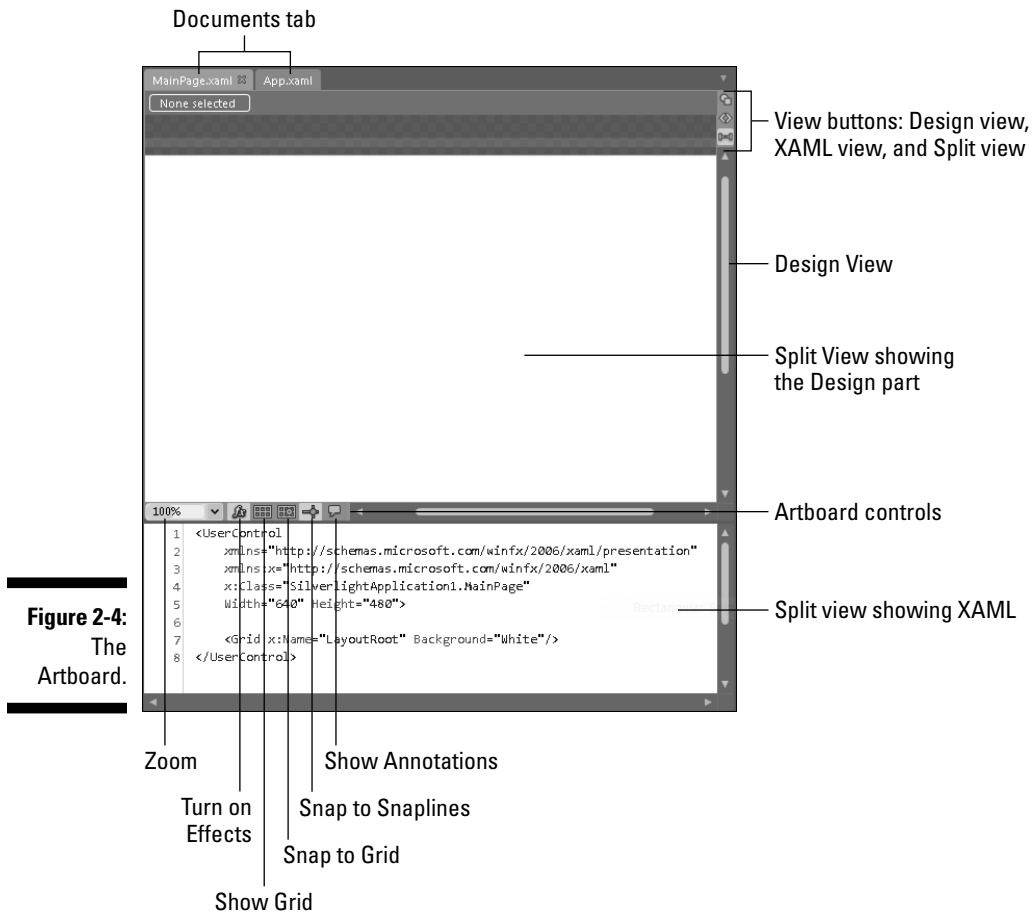 Documents tab
MainPage.xaml
App.xaml
None selected
View buttons: Design view,
XAML view, and Split view
Design View
Split View showing
the Design part
100%
Artboard controls
1 <UserControl
2 xmlns="http://schemas.microsoft.com/winfx/2006/xaml/presentation"
3 xmlns:x="http://schemas.microsoft.com/winfx/2006/xaml"
4 x:Class="SilverlightApplication1.MainPage"
5 Width="640" Height="480">
6
7 <Grid x:Name="LayoutRoot" Background="White"/>
8 </UserControl>
Split view showing XAML
Figure 2-4:
The
Artboard.
Zoom
Show Annotations
Turn on
Effects
Snap to Snaplines
Snap to Grid
Show Grid